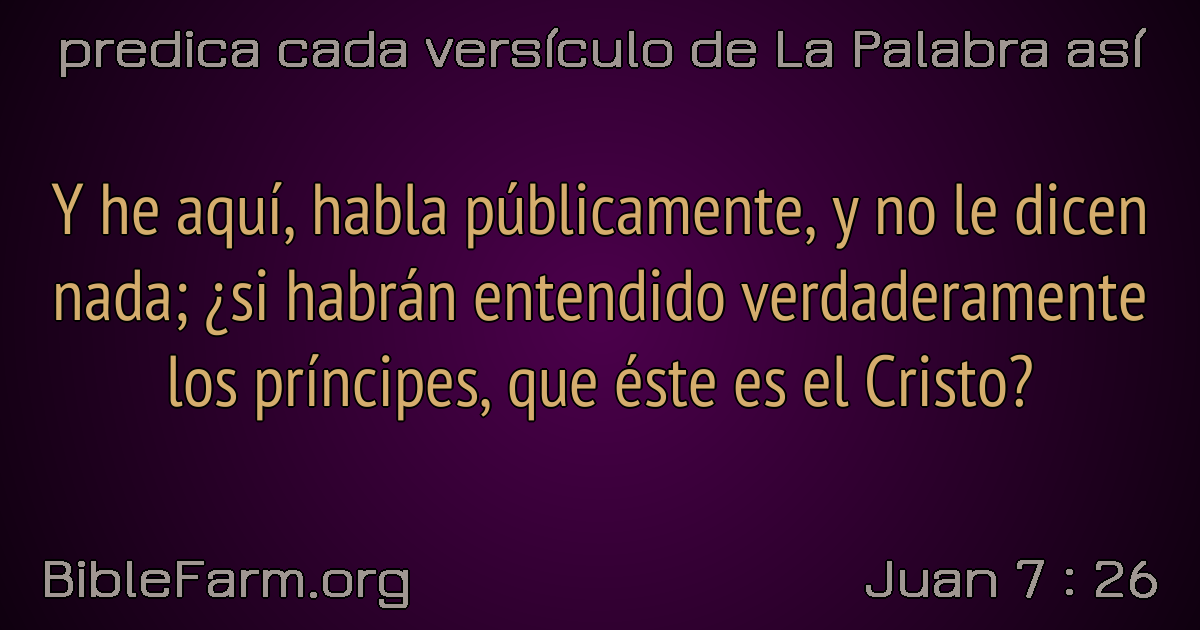 predica cada versículo de La Palabra así
Y he aquí, habla públicamente, y no le dicen
nada; ¿si habrán entendido verdaderamente
los príncipes, que éste es el Cristo?
BibleFarm.org
Juan 7 : 26